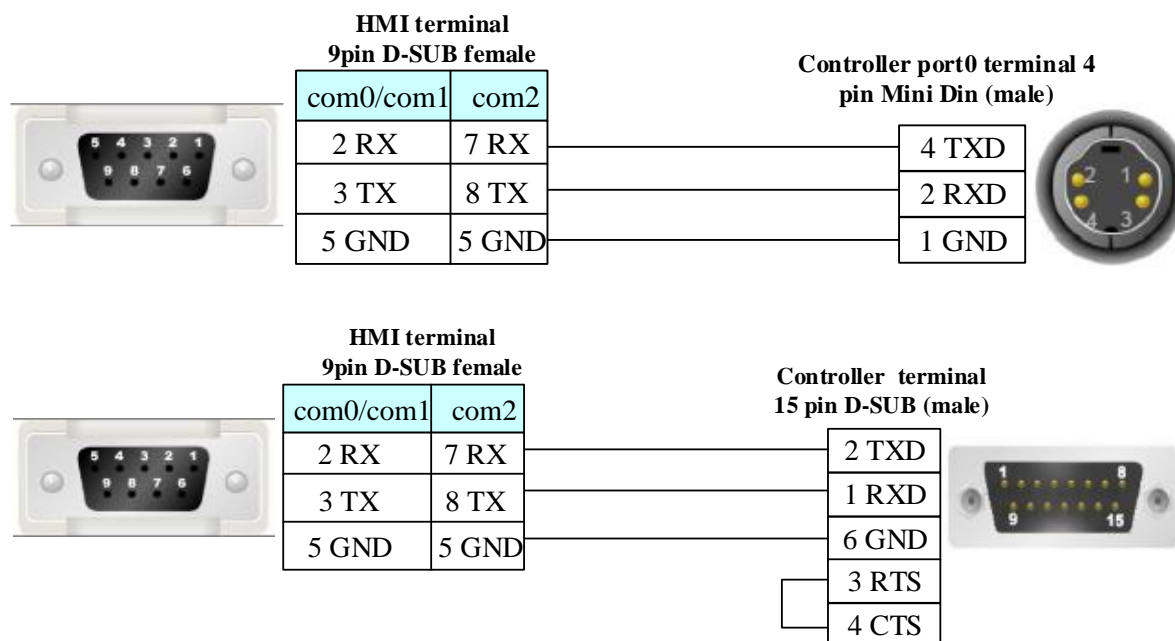 HMI terminal
9pin D-SUB female
Controller port0 terminal 4
pin Mini Din (male)
com0/com1 com2
2 RX 7 RX
3 TX 8 TX
5 GND 5 GND
4 TXD
2 RXD
1 GND
5 4 3 2 1
9 8 7 6
2 1
4 3
HMI terminal
9pin D-SUB female
Controller terminal
15 pin D-SUB (male)
com0/com1 com2
2 RX 7 RX
3 TX 8 TX
5 GND 5 GND
2 TXD
1 RXD
6 GND
3 RTS
4 CTS
5 4 3 2 1
9 8 7 6
1 8
9 15